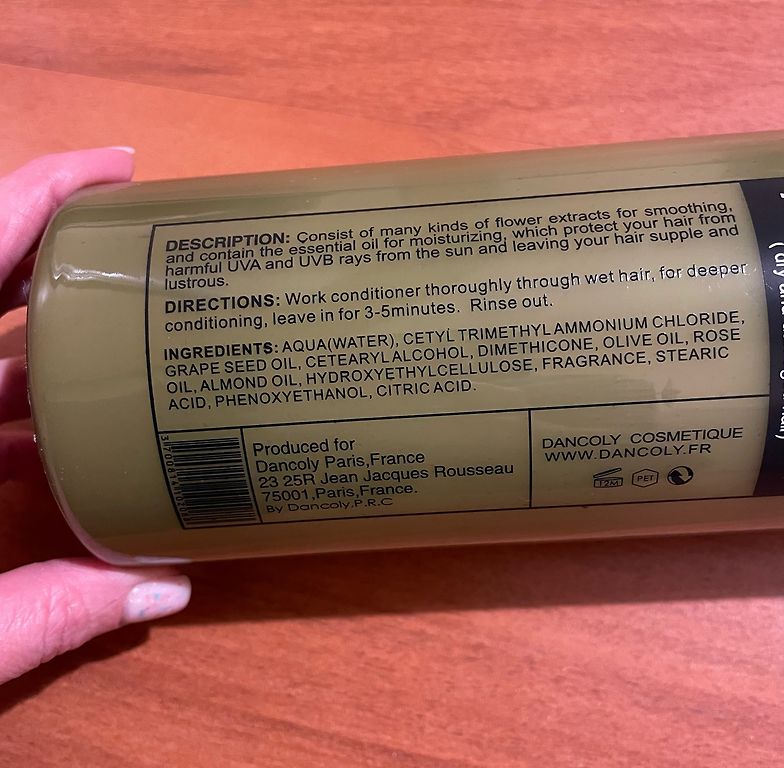 DESCRIPTION: Consist of many kinds of flower extracts for smoothing,
and contain the essential oil for moisturizing, which protect your hair from
harmful UVA and UVB rays from the sun and leaving your hair supple and
lustrous.
DIRECTIONS: Work conditioner thoroughly through wet hair, for deeper
conditioning, leave in for 3-5minutes. Rinse out.
INGREDIENTS: AQUA(WATER), CETYL TRIMETHYL AMMONIUM CHLORIDE,
GRAPE SEED OIL, CETEARYL ALCOHOL, DIMETHICONE, OLIVE OIL, ROSE
OIL, ALMOND OIL, HYDROXYETHYLCELLULOSE, FRAGRANCE, STEARIC
ACID, PHENOXYETHANOL, CITRIC ACID.
Produced for
Dancoly Paris,France
23 25R Jean Jacques Rousseau
75001,Paris,France.
By Dancoly.P.R.C
DANCOLY COSMETIQUE
WWW.DANCOLY.FR
12M
PET